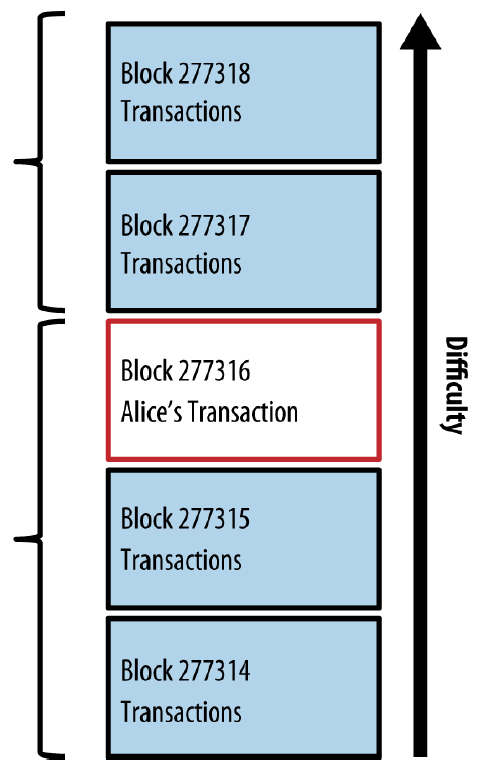 Block 277318
Transactions
Block 277317
Transactions
Block 277316
Alice’s Transaction
Block 277315
Transactions
Block 277314
Transactions
Difficulty